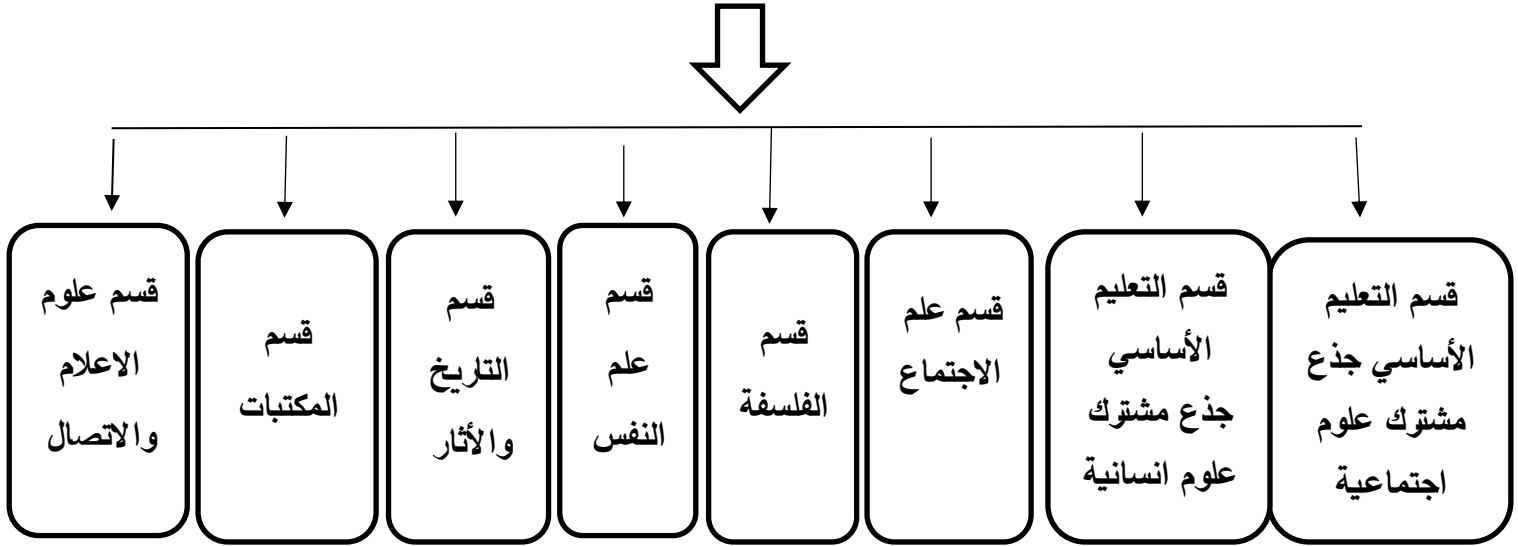 قسم التعليم
الأساسي جذع
مشترك علوم
اجتماعية
قسم التعليم
الأساسي
جذع مشترك
علوم انسانية
قسم علم
الاجتماع
قسم
الفلسفة
قسم
علم
النفس
قسم
التاريخ
والأثار
قسم
المكتبات
قسم علوم
الاعلام
والاتصال